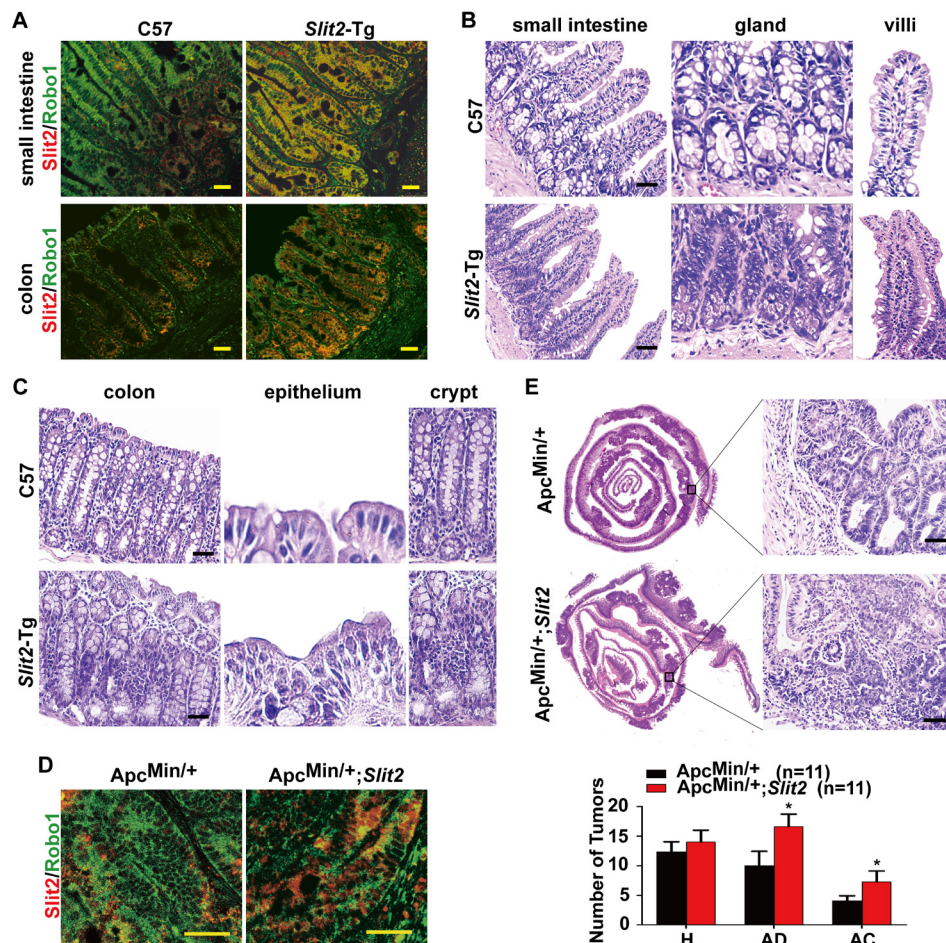 A
C57
Slit2-Tg
small intestine
Slit2/Robo1
colon
Slit2/Robo1
B
small intestine
gland
villi
C57
Slit2-Tg
C
colon
epithelium
crypt
C57
Slit2-Tg
D
ApcMin/+
ApcMin/+;Slit2
Slit2/Robo1
E
ApcMin/+
ApcMin/+;Slit2
ApcMin/+ (n=11)
ApcMin/+;Slit2 (n=11)
Number of Tumors
20
15
10
5
0
*
*
H
AD
AC